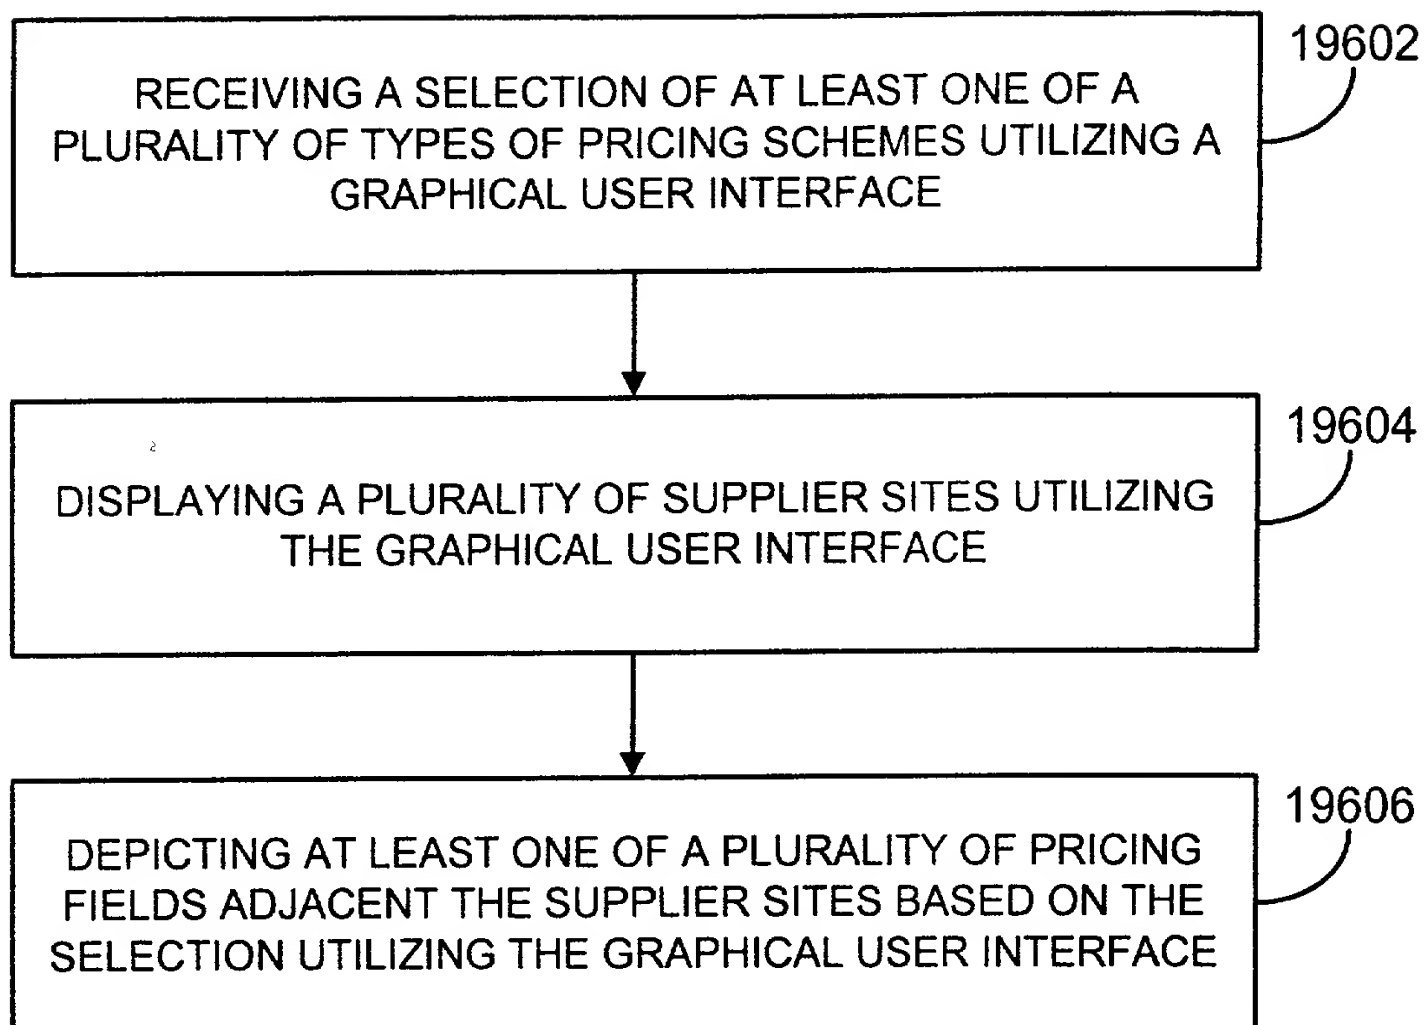 19602
RECEIVING A SELECTION OF AT LEAST ONE OF A
PLURALITY OF TYPES OF PRICING SCHEMES UTILIZING A
GRAPHICAL USER INTERFACE
19604
DISPLAYING A PLURALITY OF SUPPLIER SITES UTILIZING
THE GRAPHICAL USER INTERFACE
19606
DEPICTING AT LEAST ONE OF A PLURALITY OF PRICING
FIELDS ADJACENT THE SUPPLIER SITES BASED ON THE
SELECTION UTILIZING THE GRAPHICAL USER INTERFACE